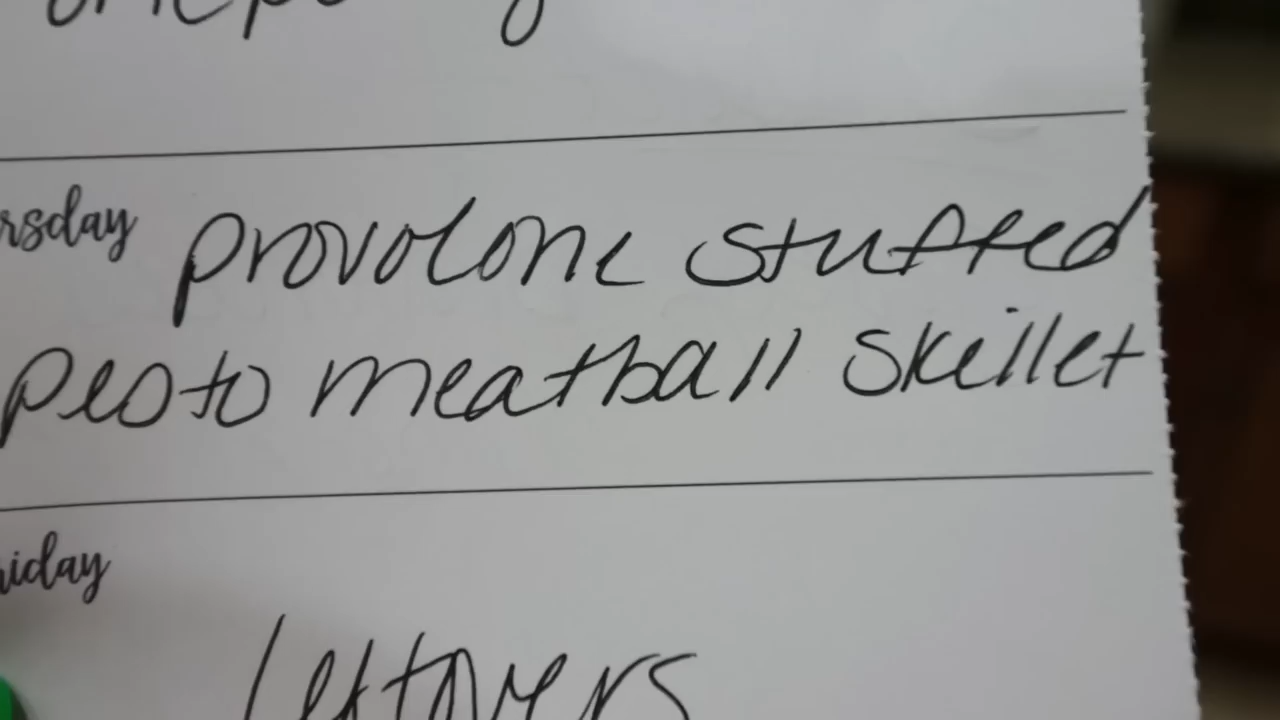 rsday provolone stuffed
pesto meatball skillet
riday
leftovers